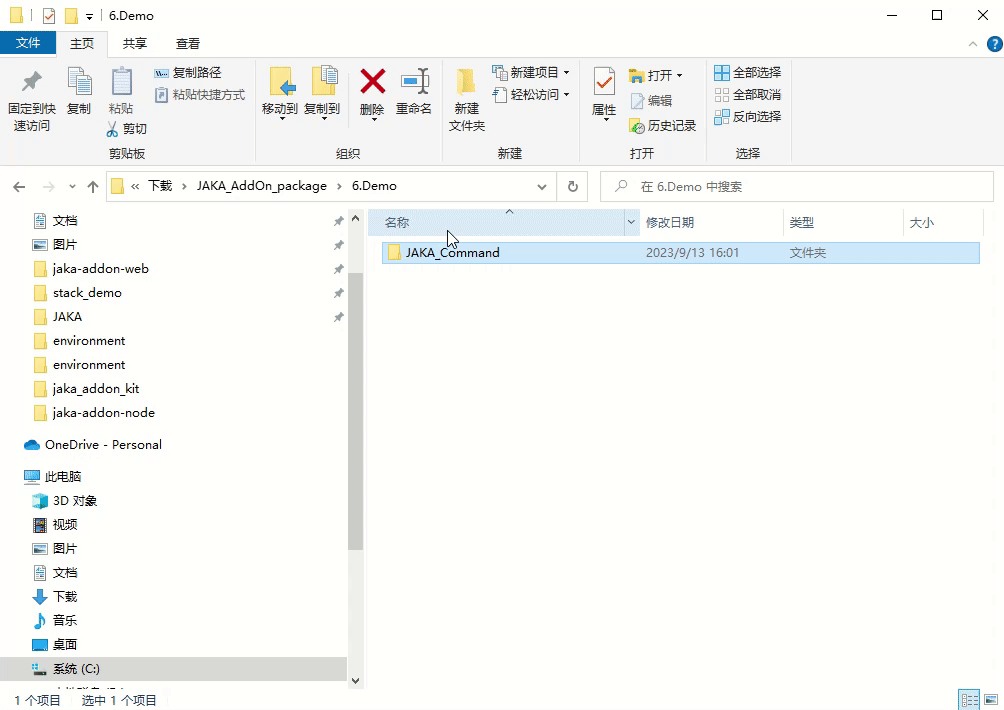 6.Demo
文件 主页 共享 查看
固定到快速访问 复制 粘贴 复制路径 粘贴快捷方式 剪切
移动到 复制到 删除 重命名
新建文件夹 新建项目 轻松访问
属性 打开 编辑 历史记录
全部选择 全部取消 反向选择
剪贴板 组织 新建 打开 选择
« 下载 › JAKA_AddOn_package › 6.Demo
在 6.Demo 中搜索
名称 修改日期 类型 大小
JAKA_Command 2023/9/13 16:01 文件夹
文档
图片
jaka-addon-web
stack_demo
JAKA
environment
environment
jaka_addon_kit
jaka-addon-node
OneDrive - Personal
此电脑
3D 对象
视频
图片
文档
下载
音乐
桌面
系统 (C:)
1 个项目 选中 1 个项目